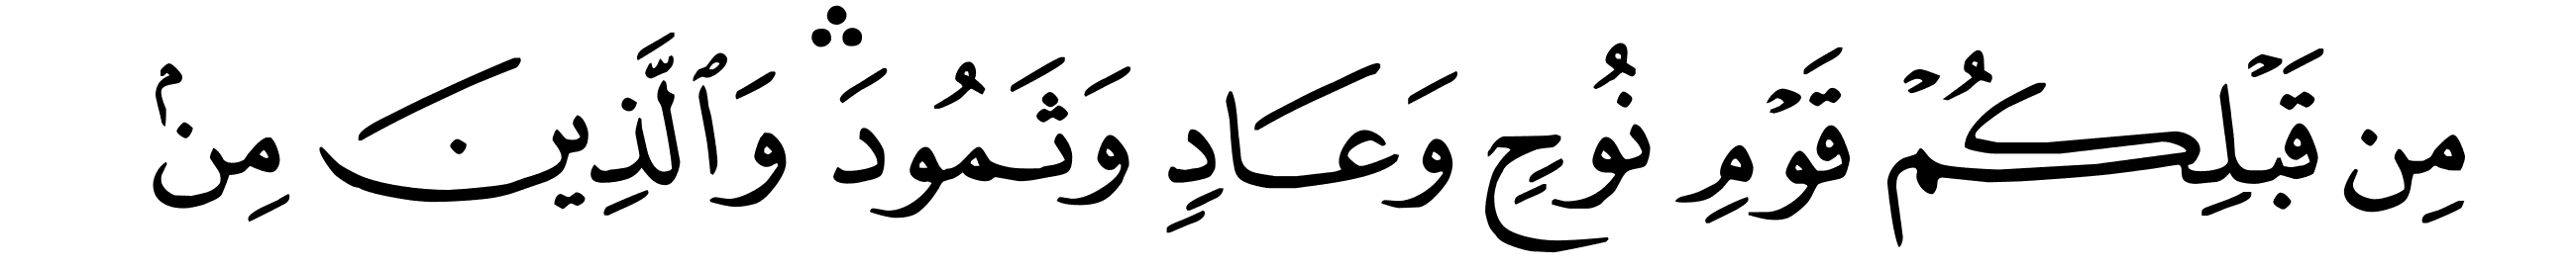 مِن قَبْلِكُمْ قَوْمِ نُوحٍ وَعَادٍ وَثَمُودَ ۛ وَٱلَّذِينَ مِنۢ